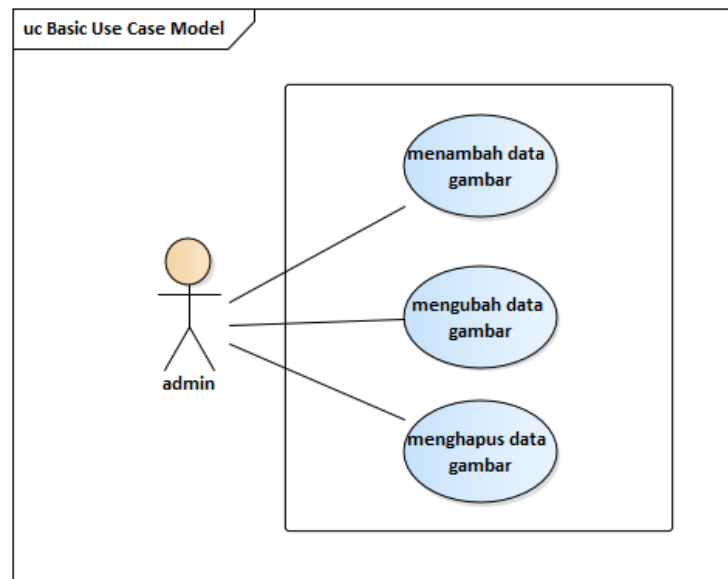 uc Basic Use Case Model
menambah data
gambar
mengubah data
gambar
admin
menghapus data
gambar